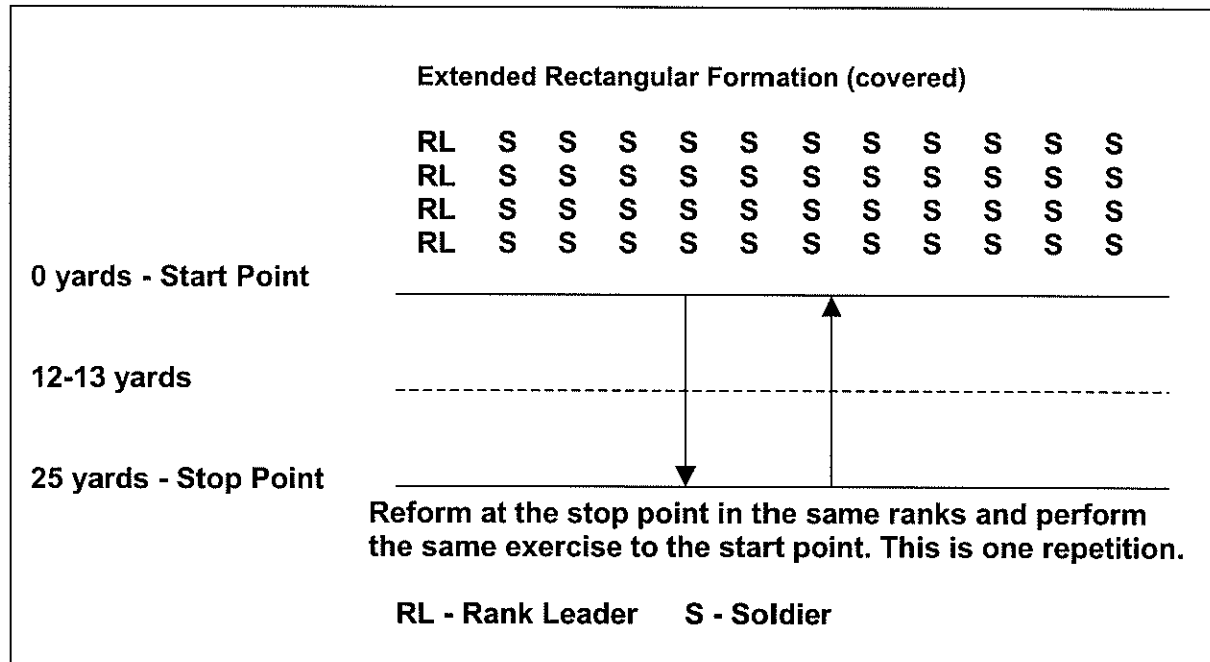 Extended Rectangular Formation (covered)
RL S S S S S S S S S S S
RL S S S S S S S S S S S
RL S S S S S S S S S S S
RL S S S S S S S S S S S
0 yards - Start Point
12-13 yards
25 yards - Stop Point
Reform at the stop point in the same ranks and perform
the same exercise to the start point. This is one repetition.
RL - Rank Leader S - Soldier